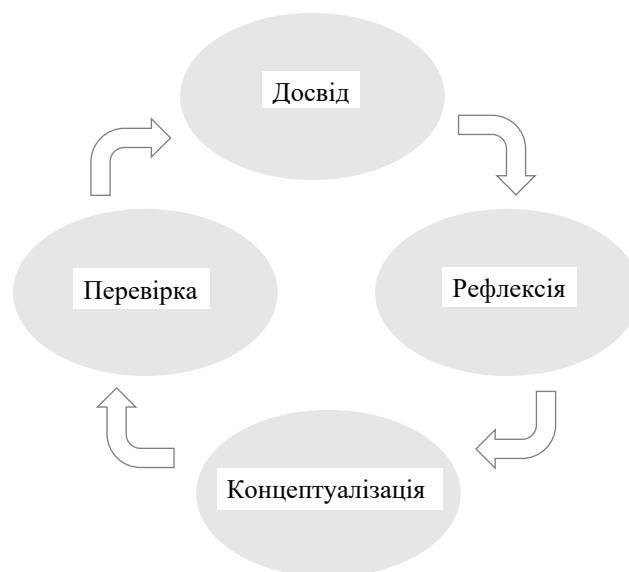 Досвід
Перевірка
Рефлексія
Концептуалізація